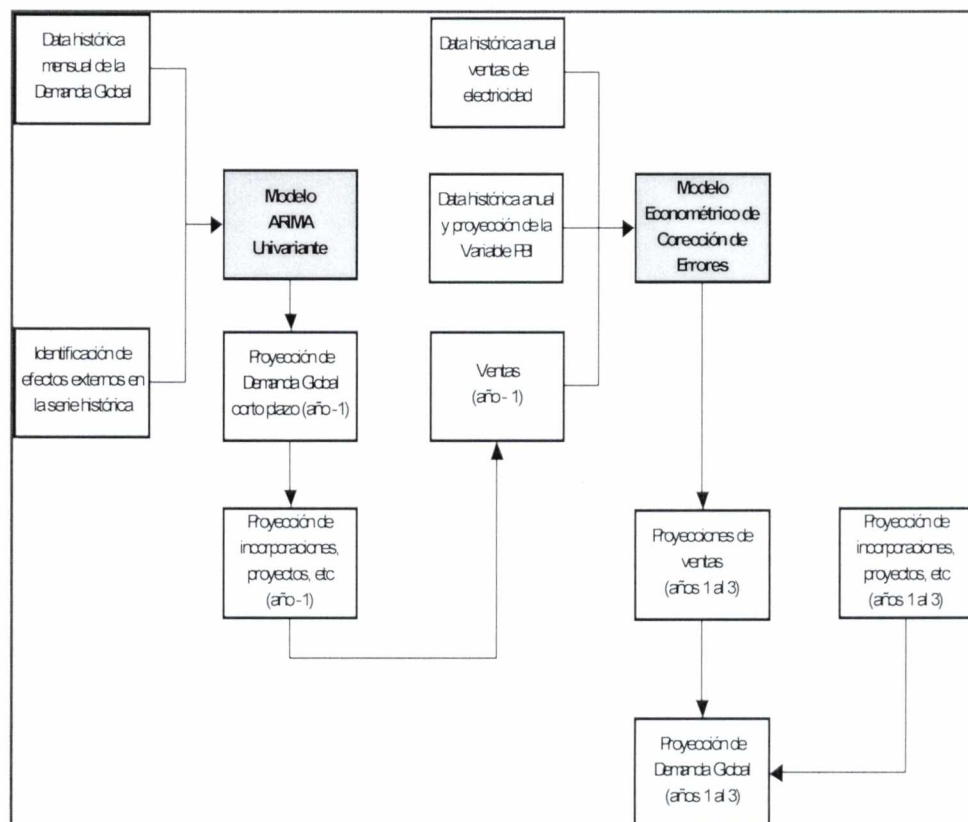 Data histórica
mensual de la
Demanda Global
Identificación de
efectos externos en
la serie histórica
Modelo
ARIMA
Univariante
Proyección de
Demanda Global
corto plazo (año -1)
Proyección de
incorporaciones,
proyectos, etc
(año -1)
Data histórica anual
ventas de
electricidad
Data histórica anual
y proyección de la
Variable PBI
Ventas
(año - 1)
Modelo
Econométrico de
Corección de
Errores
Proyecciones de
ventas
(años 1 al 3)
Proyección de
incorporaciones,
proyectos, etc
(años 1 al 3)
Proyección de
Demanda Global
(años 1 al 3)